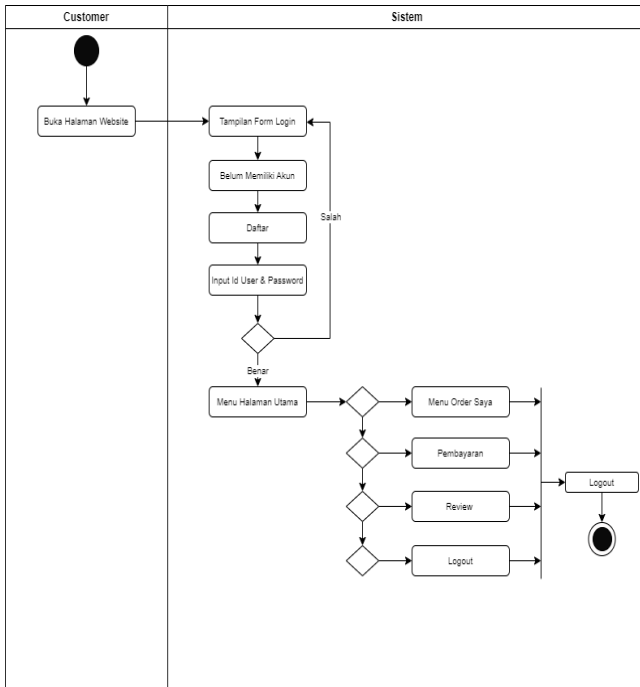 Customer
Sistem
Buka Halaman Website
Tampilan Form Login
Belum Memiliki Akun
Salah
Daftar
Input Id User & Password
Benar
Menu Halaman Utama
Menu Order Saya
Pembayaran
Logout
Review
Logout